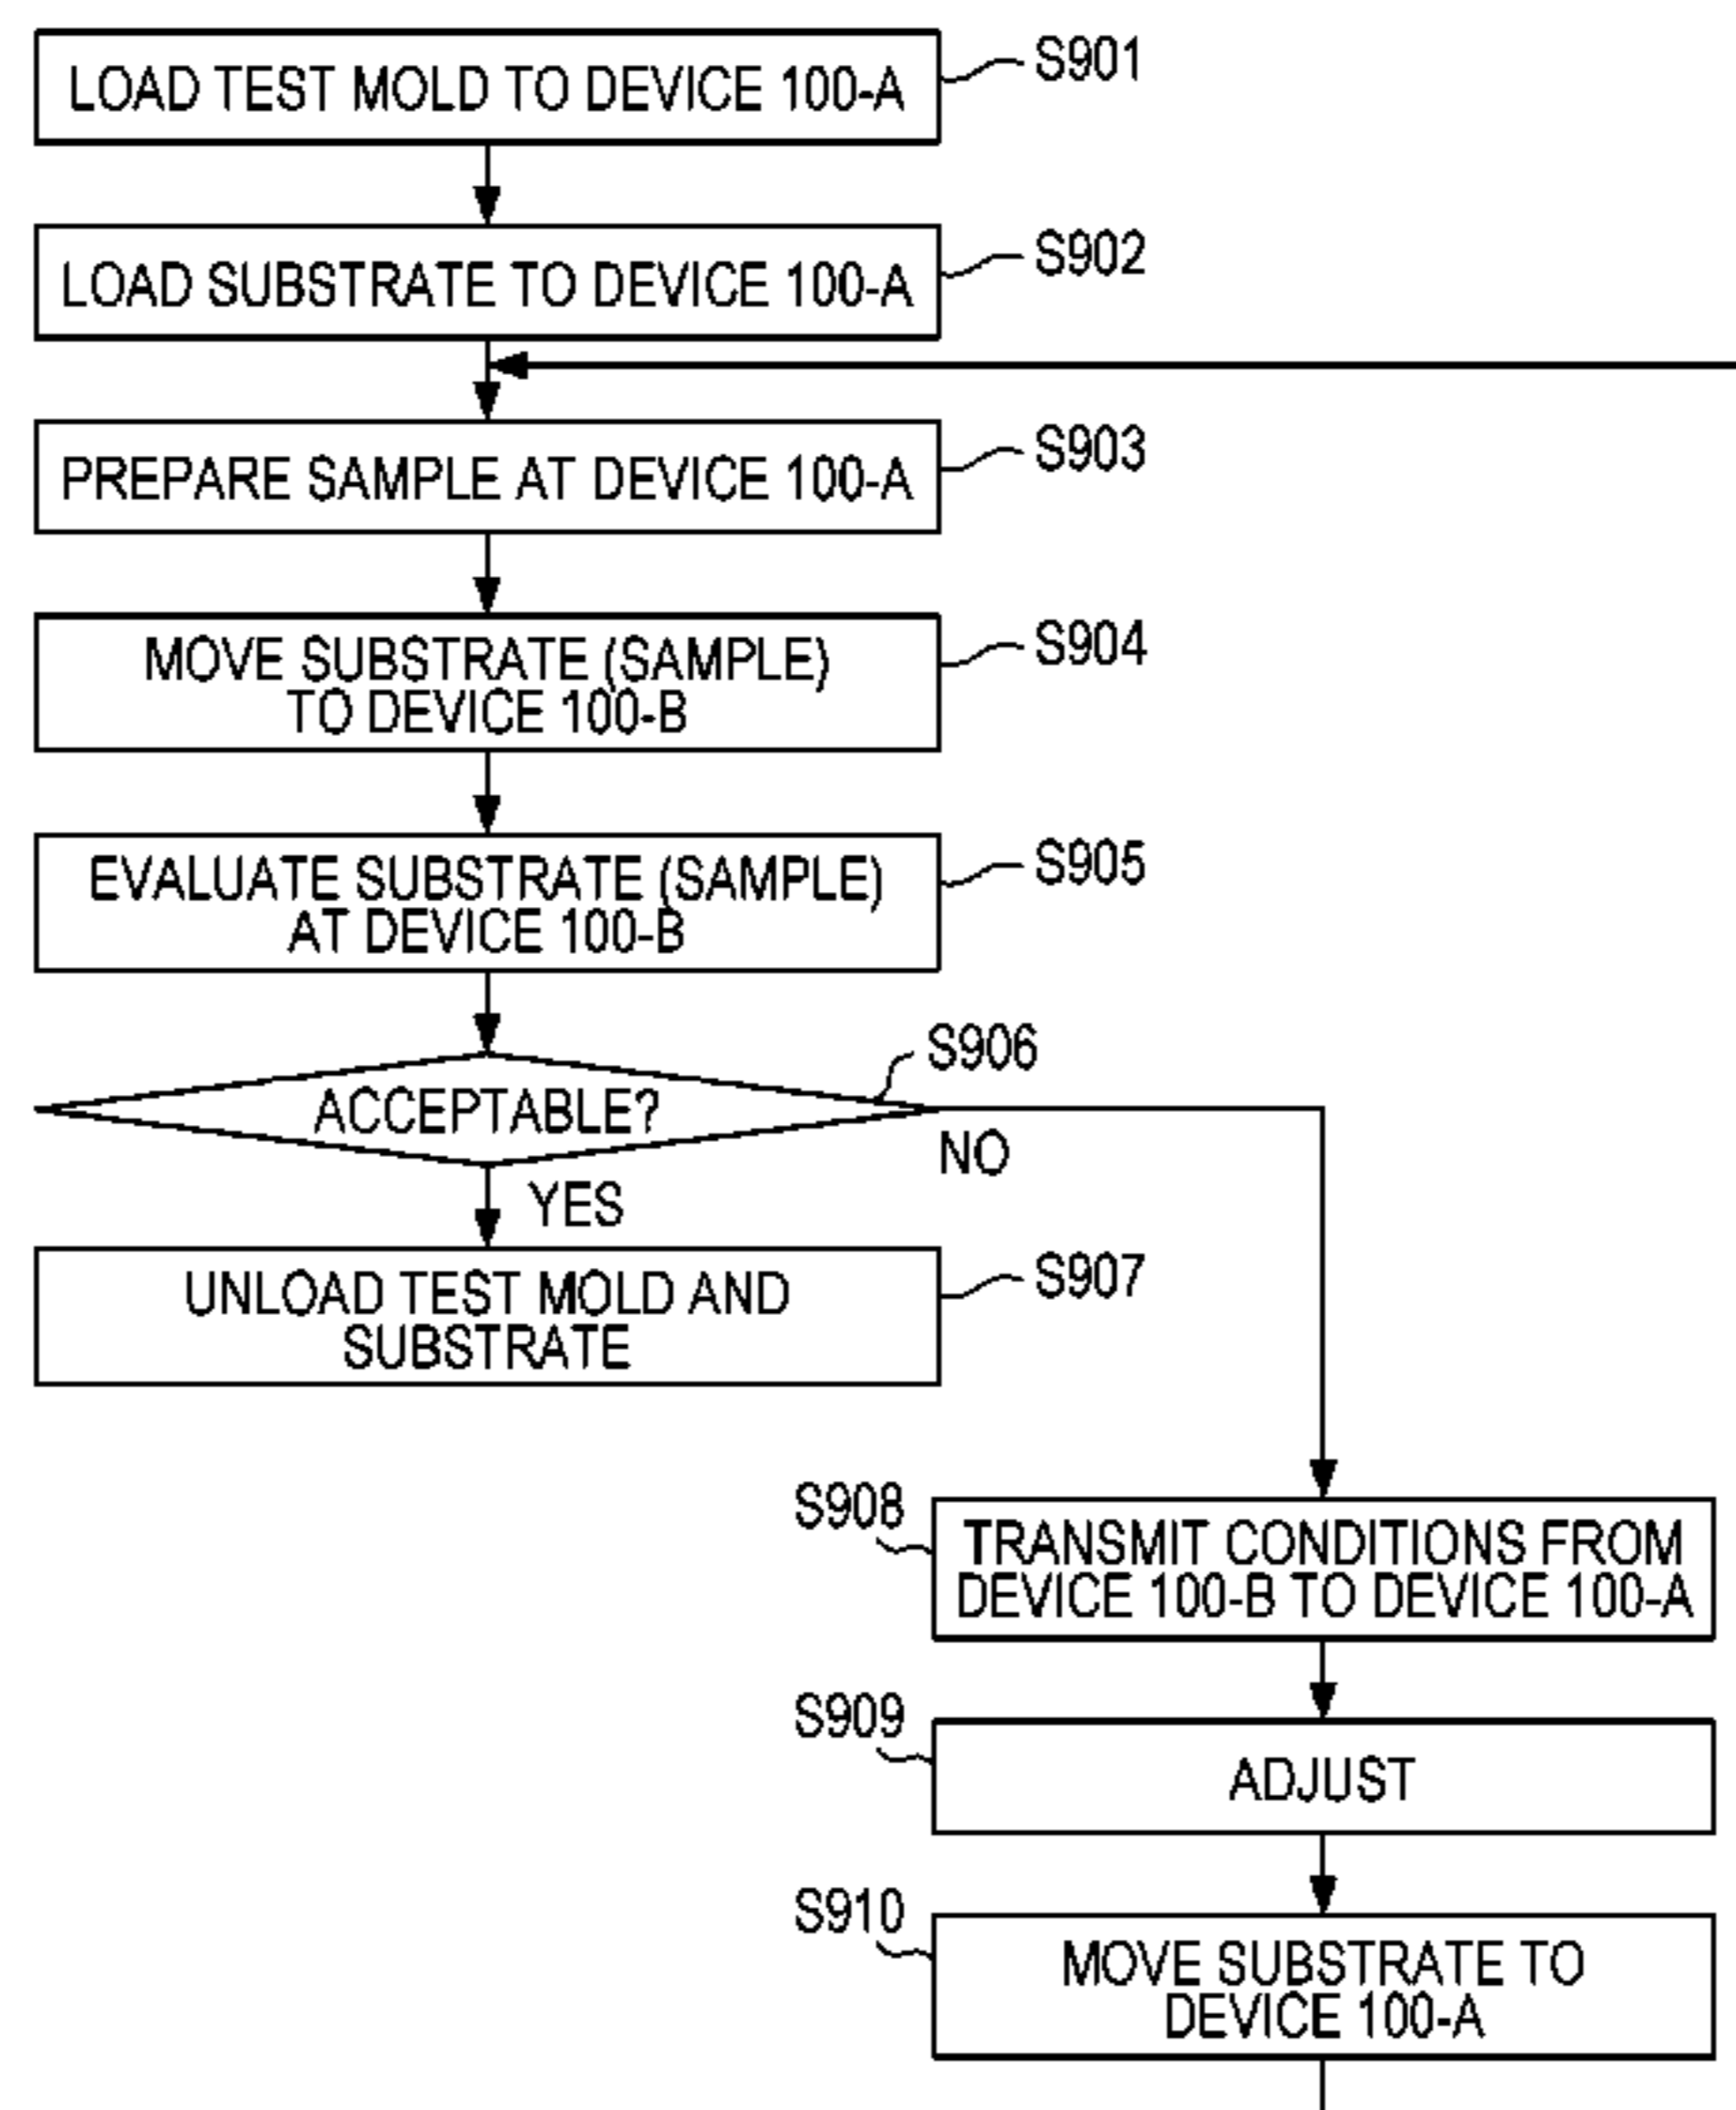 LOAD TEST MOLD TO DEVICE 100-A
S901
LOAD SUBSTRATE TO DEVICE 100-A
S902
PREPARE SAMPLE AT DEVICE 100-A
S903
MOVE SUBSTRATE (SAMPLE)
TO DEVICE 100-B
S904
EVALUATE SUBSTRATE (SAMPLE)
AT DEVICE 100-B
S905
ACCEPTABLE?
S906
NO
YES
UNLOAD TEST MOLD AND
SUBSTRATE
S907
S908
TRANSMIT CONDITIONS FROM
DEVICE 100-B TO DEVICE 100-A
S909
ADJUST
S910
MOVE SUBSTRATE TO
DEVICE 100-A